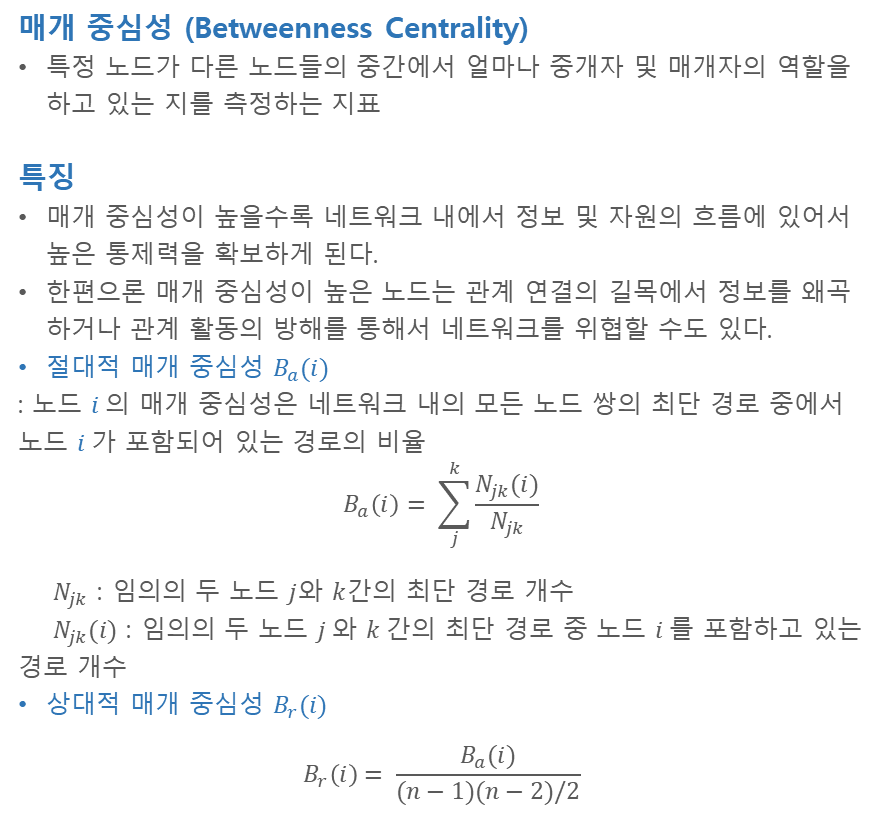 매개 중심성 (Betweenness Centrality)
• 특정 노드가 다른 노드들의 중간에서 얼마나 중개자 및 매개자의 역할을
하고 있는 지를 측정하는 지표
특징
• 매개 중심성이 높을수록 네트워크 내에서 정보 및 자원의 흐름에 있어서
높은 통제력을 확보하게 된다.
• 한편으론 매개 중심성이 높은 노드는 관계 연결의 길목에서 정보를 왜곡
하거나 관계 활동의 방해를 통해서 네트워크를 위협할 수도 있다.
• 절대적 매개 중심성 B_a(i)
: 노드 i 의 매개 중심성은 네트워크 내의 모든 노드 쌍의 최단 경로 중에서
노드 i 가 포함되어 있는 경로의 비율
B_a(i) = ∑_j^k N_jk(i) / N_jk
N_jk : 임의의 두 노드 j와 k간의 최단 경로 개수
N_jk(i) : 임의의 두 노드 j 와 k 간의 최단 경로 중 노드 i 를 포함하고 있는
경로 개수
• 상대적 매개 중심성 B_r(i)
B_r(i) = B_a(i) / (n − 1)(n − 2)/2